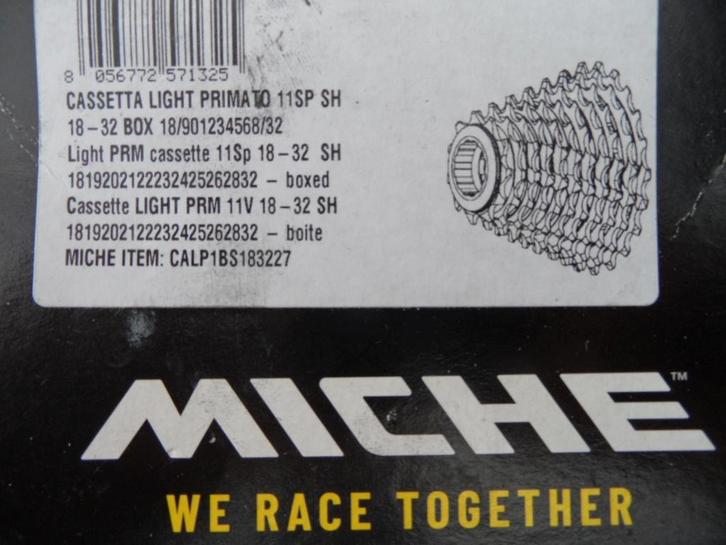 8 056772 571325
CASSETTA LIGHT PRIMATO 11SP SH
18-32 BOX 18/901234568/32
Light PRM cassette 11Sp 18-32 SH
1819202122232425262832 - boxed
Cassette LIGHT PRM 11V 18-32 SH
1819202122232425262832 - boite
MICHE ITEM: CALP1BS183227
MICHE™
WE RACE TOGETHER